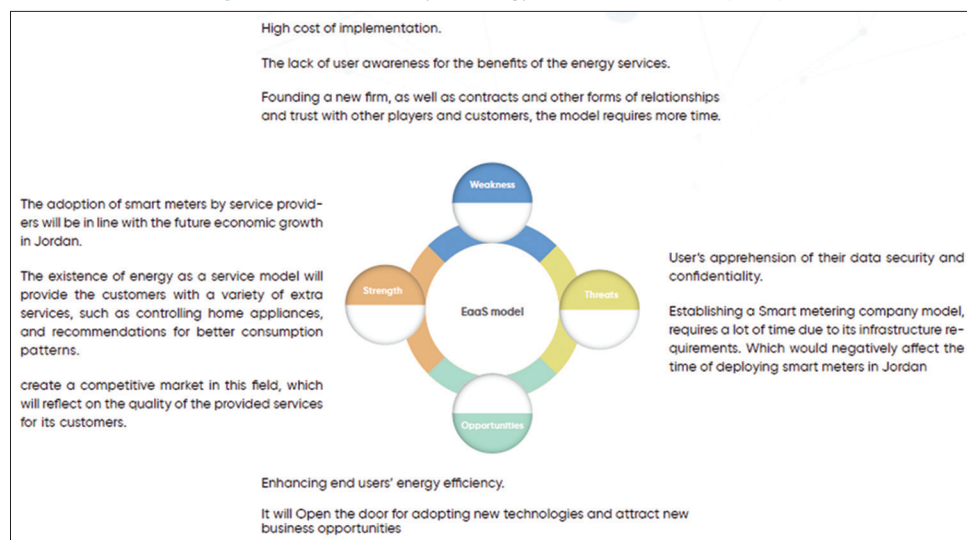 High cost of implementation.
The lack of user awareness for the benefits of the energy services.
Founding a new firm, as well as contracts and other forms of relationships
and trust with other players and customers, the model requires more time.
Weakness
The adoption of smart meters by service provid-
ers will be in line with the future economic growth
in Jordan.
The existence of energy as a service model will
provide the customers with a variety of extra
services, such as controlling home appliances,
and recommendations for better consumption
patterns.
create a competitive market in this field, which
will reflect on the quality of the provided services
for its customers.
Strength
EaaS model
Threats
User's apprehension of their data security and
confidentiality.
Establishing a Smart metering company model,
requires a lot of time due to its infrastructure re-
quirements. Which would negatively affect the
time of deploying smart meters in Jordan
Opportunities
Enhancing end users' energy efficiency.
It will Open the door for adopting new technologies and attract new
business opportunities